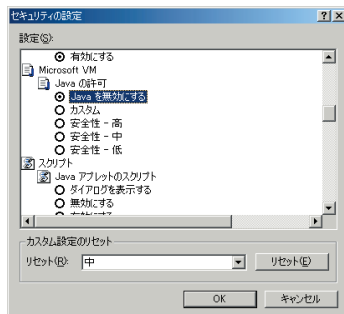 セキュリティの設定
設定(S):
有効にする
Microsoft VM
Java の許可
Java を無効にする
カスタム
安全性 - 高
安全性 - 中
安全性 - 低
スクリプト
Java アプレットのスクリプト
ダイアログを表示する
無効にする
有効にする
カスタム設定のリセット
リセット(R):
中
リセット(E)
OK
キャンセル